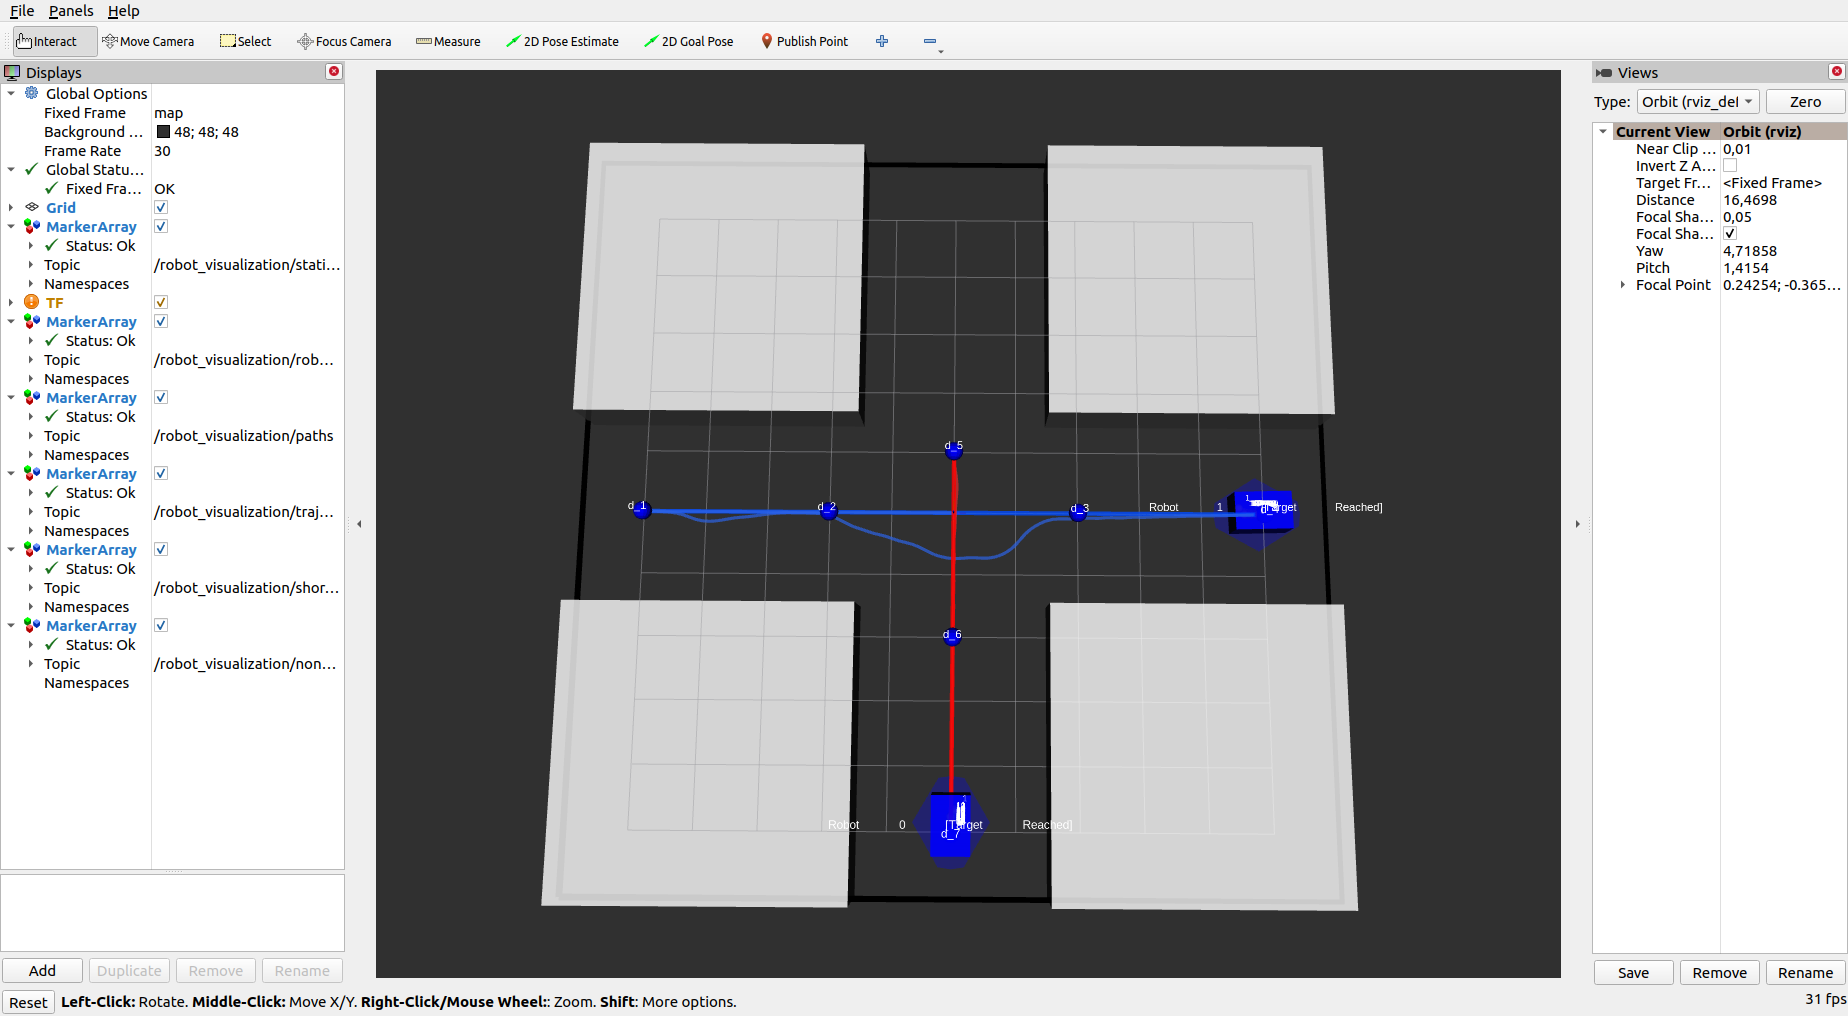 File Panels Help
Interact Move Camera Select Focus Camera Measure 2D Pose Estimate 2D Goal Pose Publish Point
Displays
Global Options
Fixed Frame map
Background ... 48; 48; 48
Frame Rate 30
Global Statu...
Fixed Fra... OK
Grid
MarkerArray
Status: Ok
Topic /robot_visualization/stati...
Namespaces
TF
MarkerArray
Status: Ok
Topic /robot_visualization/rob...
Namespaces
MarkerArray
Status: Ok
Topic /robot_visualization/paths
Namespaces
MarkerArray
Status: Ok
Topic /robot_visualization/traj...
Namespaces
MarkerArray
Status: Ok
Topic /robot_visualization/shor...
Namespaces
MarkerArray
Status: Ok
Topic /robot_visualization/non...
Namespaces
Add Duplicate Remove Rename
d_5
d_1 d_2 d_3 Robot 1 Reached]
d_6
Robot 0 [Target Reached]
d_7
Views
Type: Orbit (rviz_def Zero
Current View Orbit (rviz)
Near Clip ... 0,01
Invert Z A...
Target Fr... <Fixed Frame>
Distance 16,4698
Focal Sha... 0,05
Focal Sha...
Yaw 4,71858
Pitch 1,4154
Focal Point 0.24254; -0.365...
Save Remove Rename
Reset Left-Click: Rotate. Middle-Click: Move X/Y. Right-Click/Mouse Wheel:: Zoom. Shift: More options.
31 fps